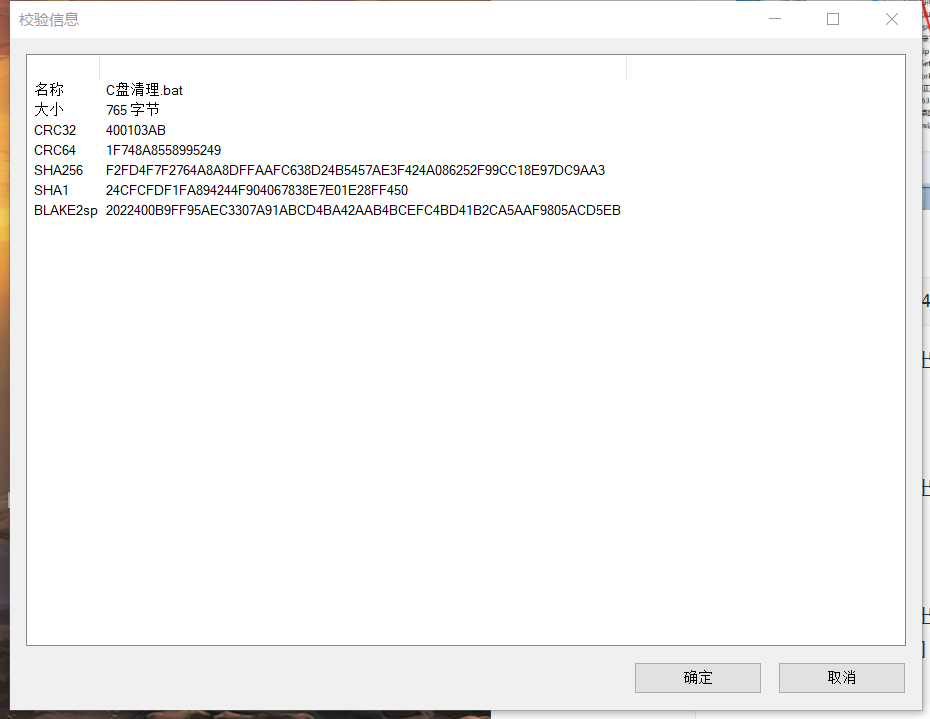 校验信息
名称 C盘清理.bat
大小 765 字节
CRC32 400103AB
CRC64 1F748A8558995249
SHA256 F2FD4F7F2764A8A8DFFAAFC638D24B5457AE3F424A086252F99CC18E97DC9AA3
SHA1 24CFCFDF1FA894244F904067838E7E01E28FF450
BLAKE2sp 2022400B9FF95AEC3307A91ABCD4BA42AAB4BCEFC4BD41B2CA5AAF9805ACD5EB
确定 取消